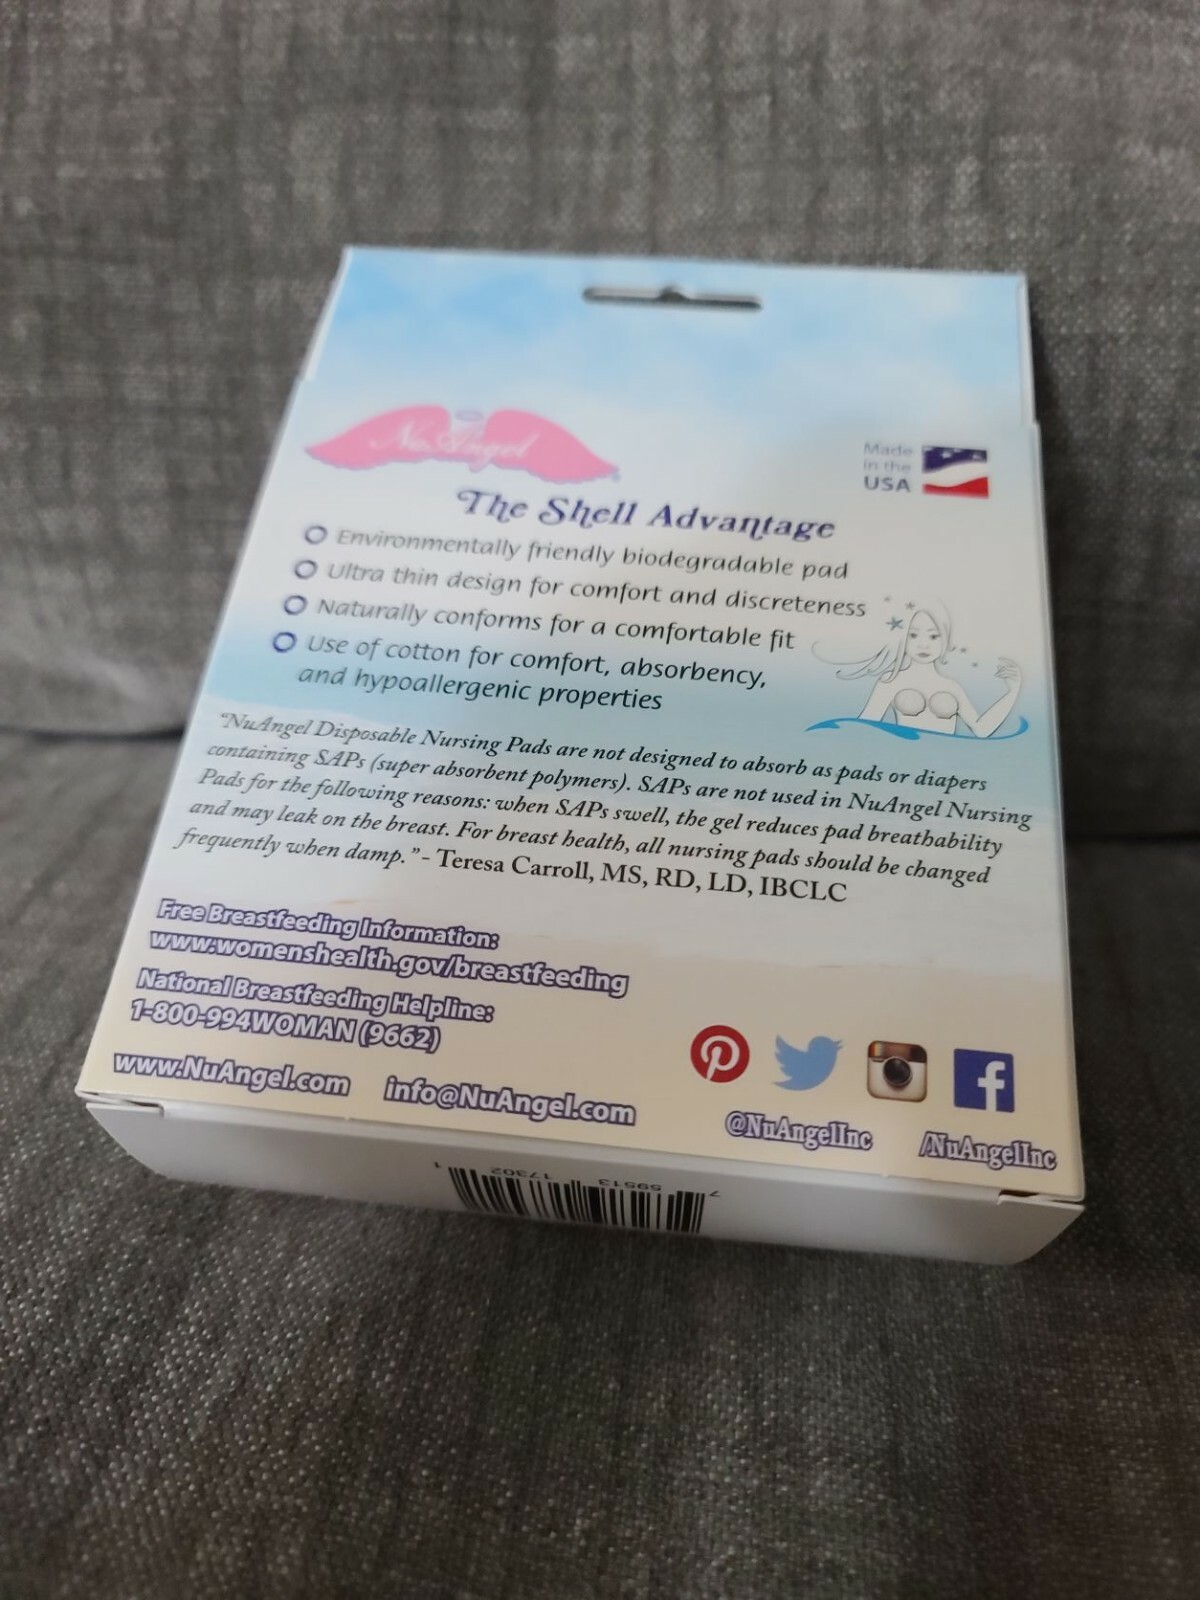 NuAngel
Made
in the
USA
The Shell Advantage
Environmentally friendly biodegradable pad
Ultra thin design for comfort and discreteness
Naturally conforms for a comfortable fit
Use of cotton for comfort, absorbency,
and hypoallergenic properties
"NuAngel Disposable Nursing Pads are not designed to absorb as pads or diapers
containing SAPs (super absorbent polymers). SAPs are not used in NuAngel Nursing
Pads for the following reasons: when SAPs swell, the gel reduces pad breathability
and may leak on the breast. For breast health, all nursing pads should be changed
frequently when damp." - Teresa Carroll, MS, RD, LD, IBCLC
Free Breastfeeding Information:
www.womenshealth.gov/breastfeeding
National Breastfeeding Helpline:
1-800-994WOMAN (9662)
www.NuAngel.com info@NuAngel.com
@NuAngelInc /NuAngelInc
7 59513 17302 1